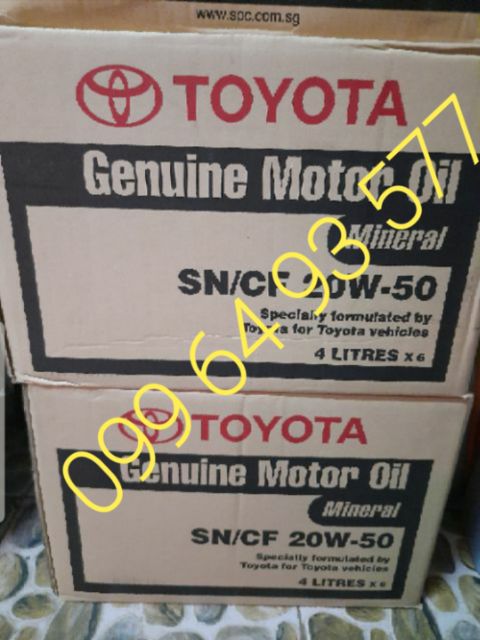 www.spc.com.sg
TOYOTA
Genuine Motor Oil
Mineral
SN/CF 20W-50
Specially formulated by
Toyota for Toyota vehicles
4 LITRES x 6
099 64 93 577
TOYOTA
Genuine Motor Oil
Mineral
SN/CF 20W-50
Specially formulated by
Toyota for Toyota vehicles
4 LITRES x 6